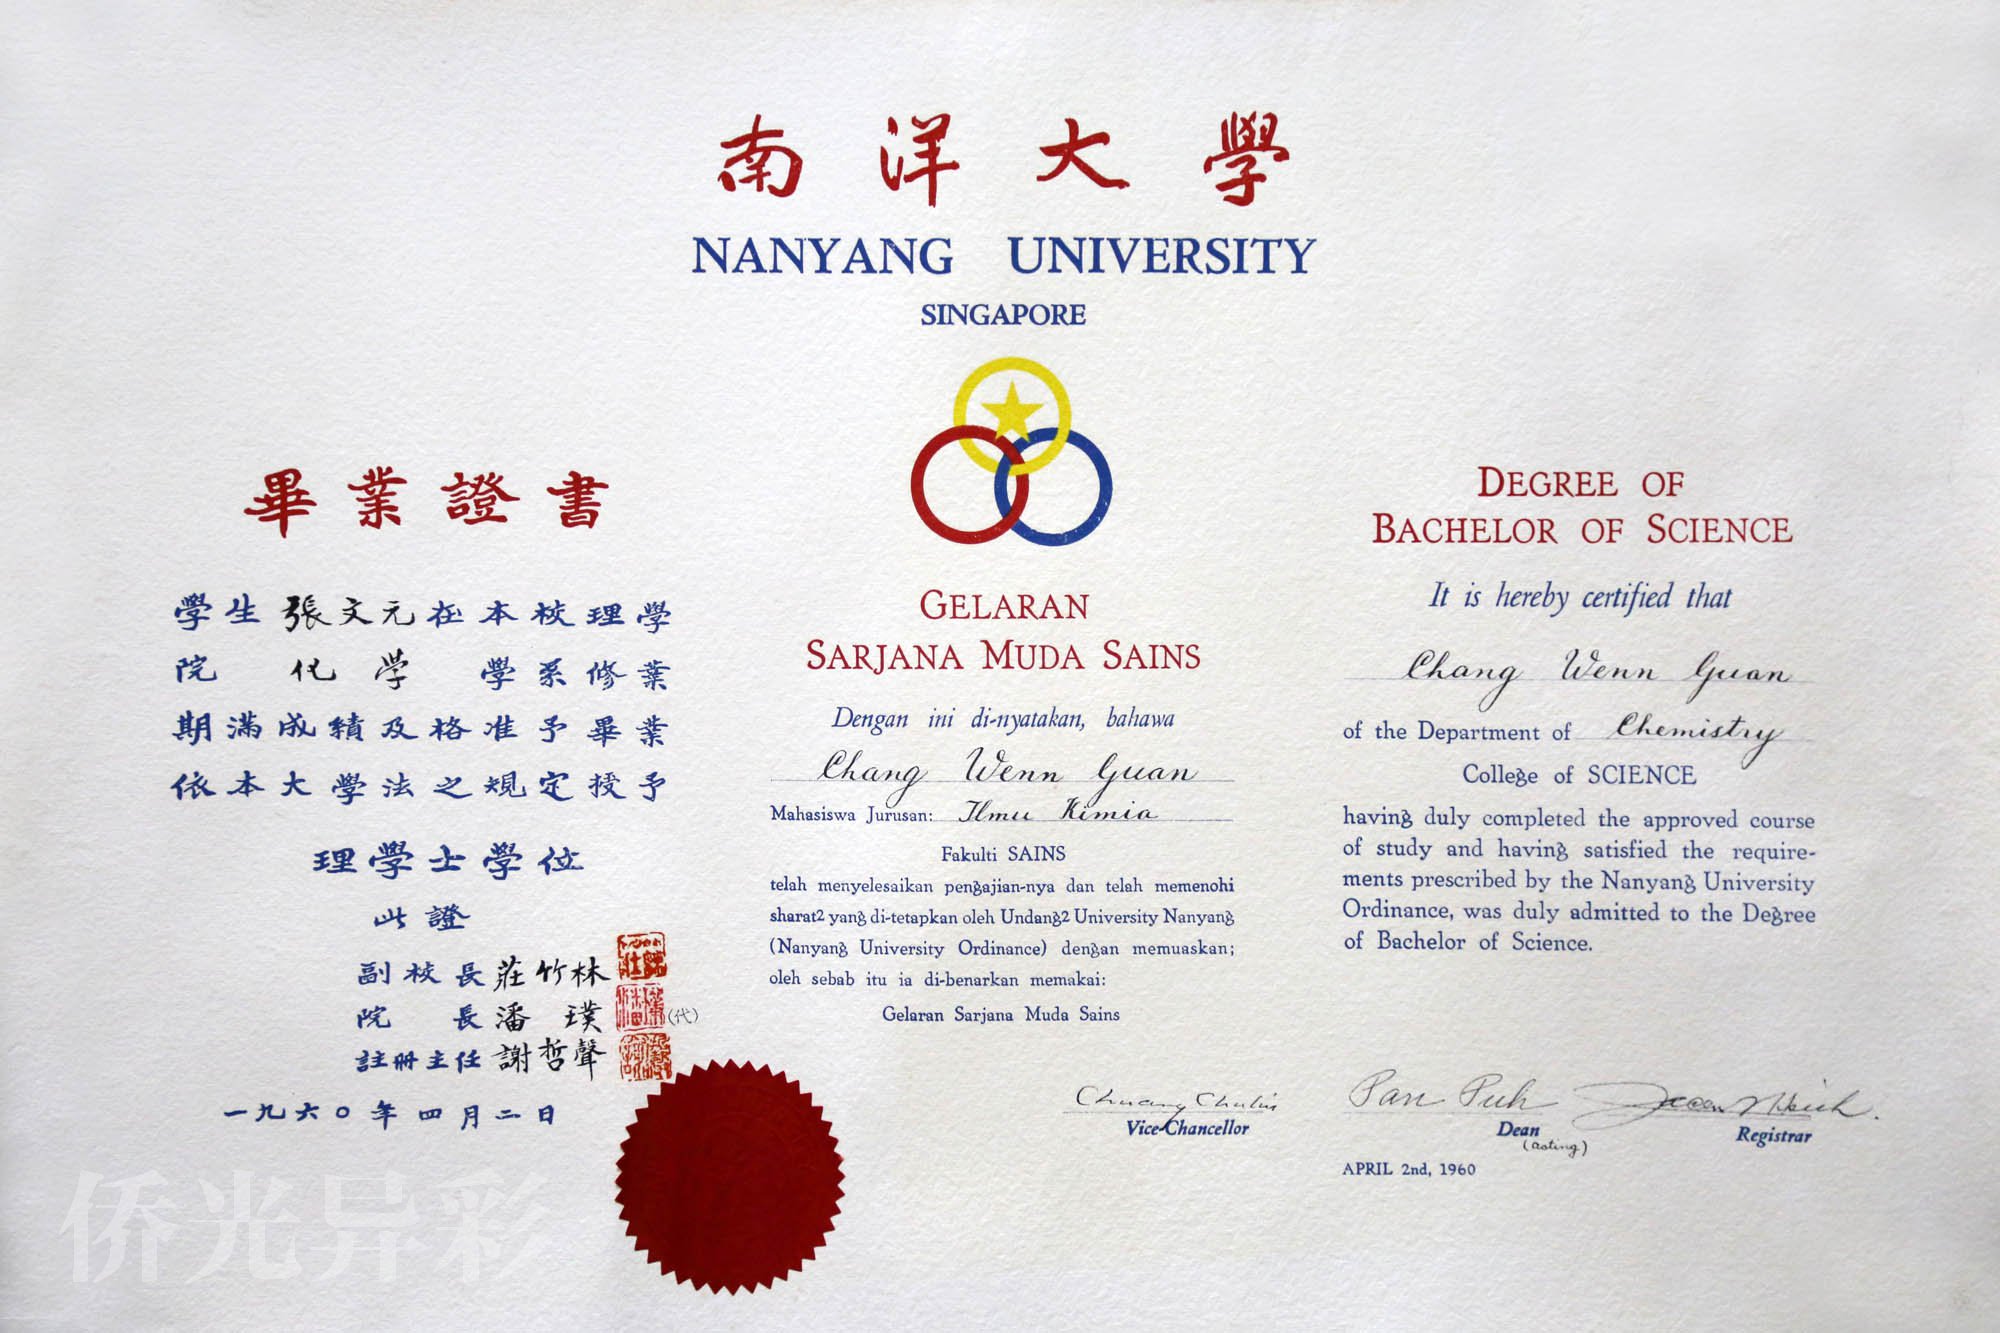 南洋大學
NANYANG UNIVERSITY
SINGAPORE
畢業證書
學生張文元在本校理學
院化學學系修業
期滿成績及格准予畢業
依本大學法之規定授予
理學士學位
此證
副校長莊竹林
院長潘璞(代)
註冊主任謝哲聲
一九六〇年四月二日
GELARAN
SARJANA MUDA SAINS
Dengan ini di-nyatakan, bahawa
Chang Wenn Guan
Mahasiswa Jurusan: Ilmu Kimia
Fakulti SAINS
telah menyelesaikan pengajian-nya dan telah memenohi
sharat2 yang di-tetapkan oleh Undang2 University Nanyang
(Nanyang University Ordinance) dengan memuaskan;
oleh sebab itu ia di-benarkan memakai:
Gelaran Sarjana Muda Sains
DEGREE OF
BACHELOR OF SCIENCE
It is hereby certified that
Chang Wenn Guan
of the Department of Chemistry
College of SCIENCE
having duly completed the approved course
of study and having satisfied the require-
ments prescribed by the Nanyang University
Ordinance, was duly admitted to the Degree
of Bachelor of Science.
Chuang Chulin
Vice-Chancellor
Pan Puh
Dean
(acting)
Hsieh
Registrar
APRIL 2nd, 1960
侨光异彩